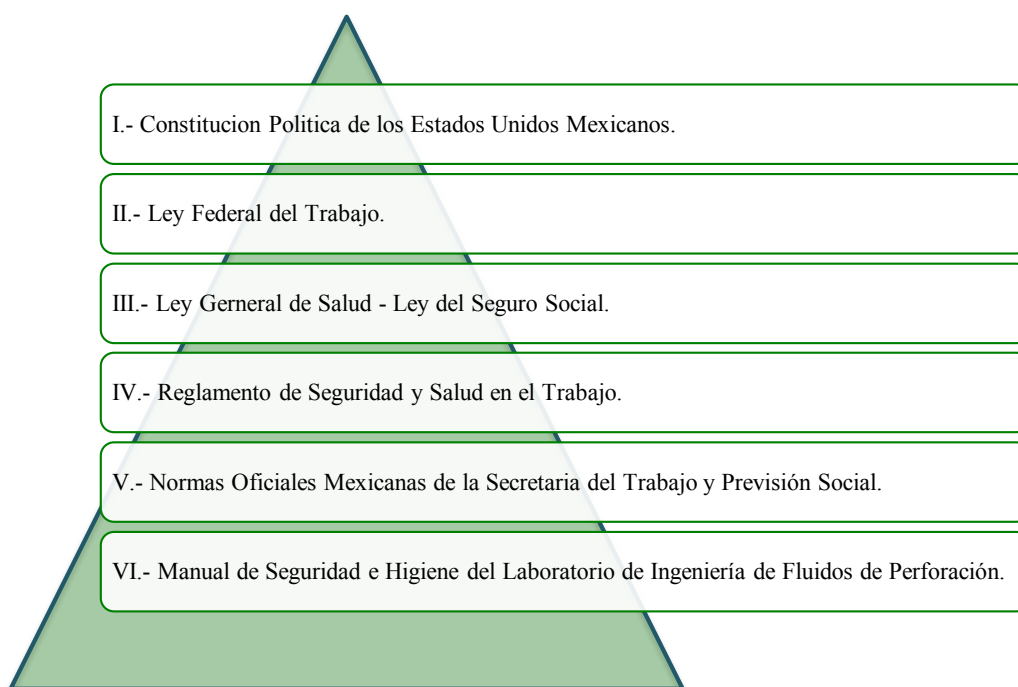 I.- Constitucion Politica de los Estados Unidos Mexicanos.
II.- Ley Federal del Trabajo.
III.- Ley Gerneral de Salud - Ley del Seguro Social.
IV.- Reglamento de Seguridad y Salud en el Trabajo.
V.- Normas Oficiales Mexicanas de la Secretaria del Trabajo y Previsión Social.
VI.- Manual de Seguridad e Higiene del Laboratorio de Ingeniería de Fluidos de Perforación.